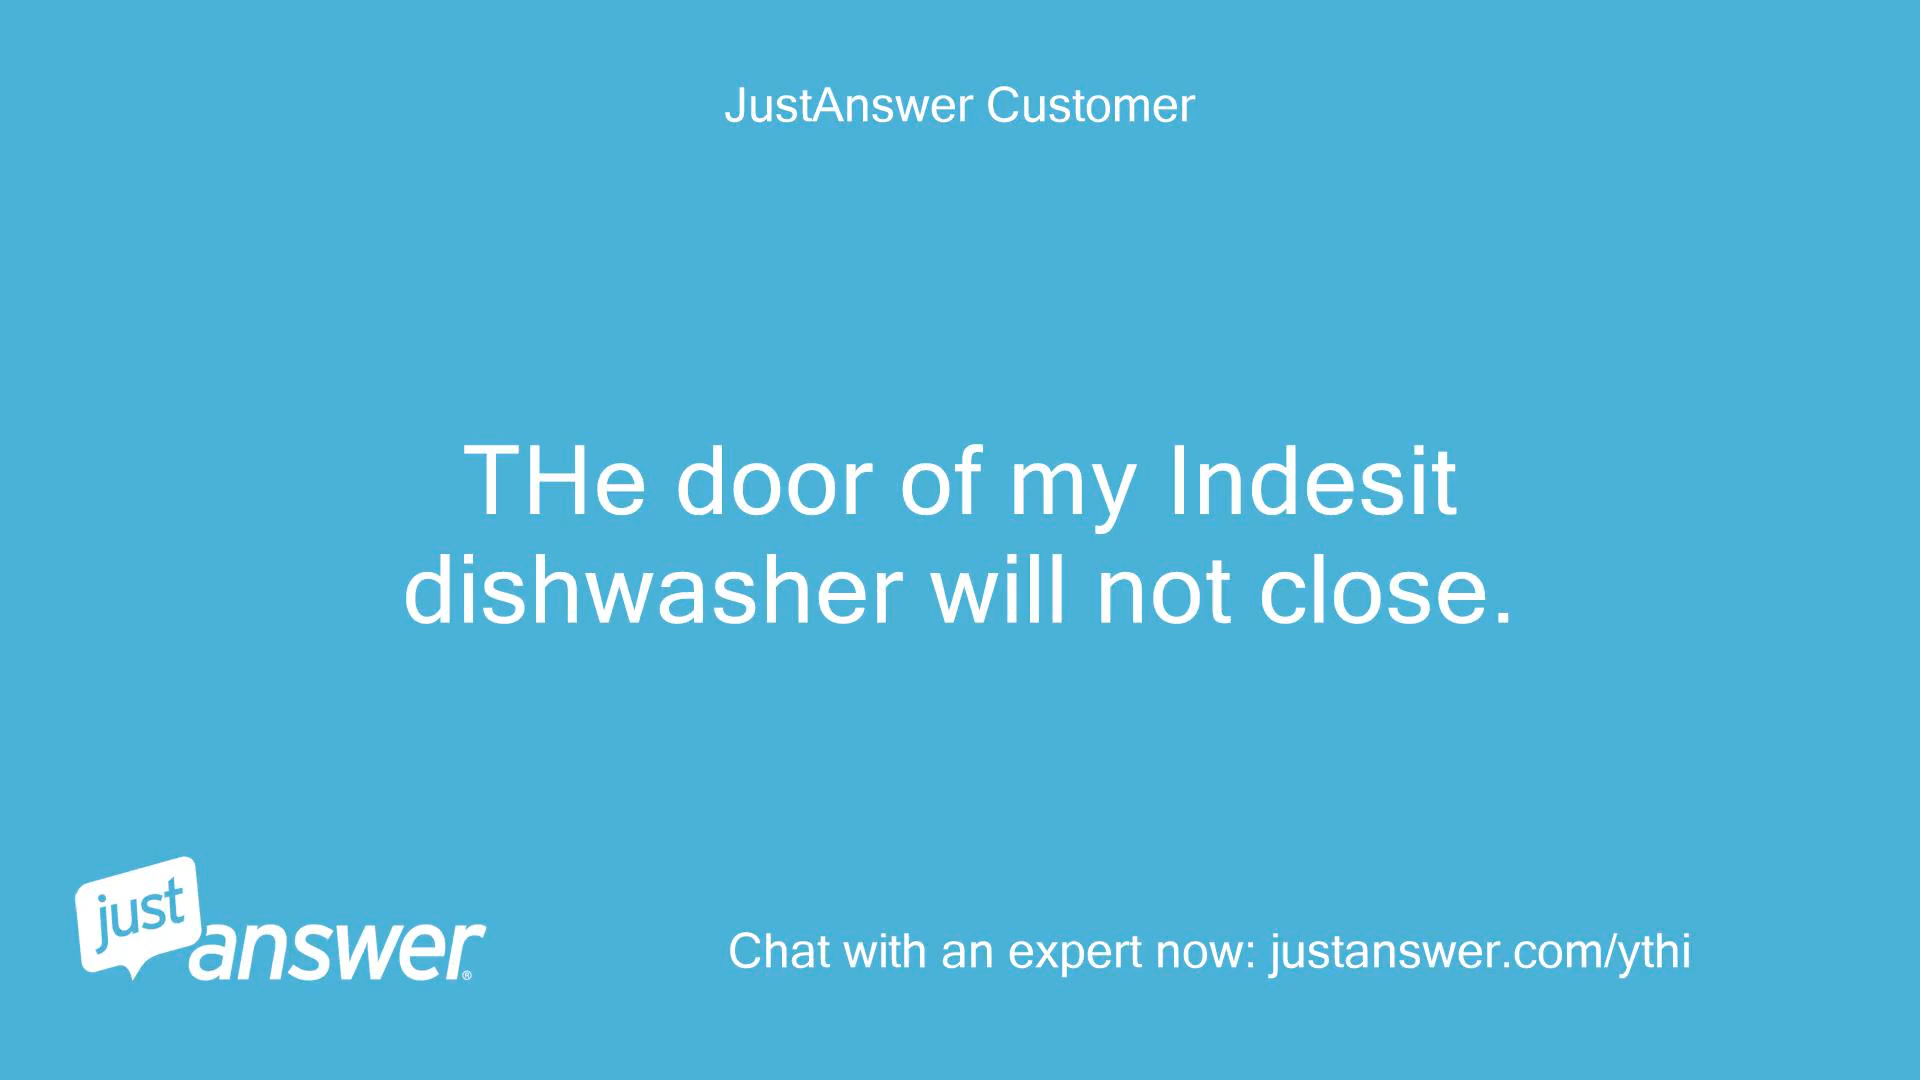 JustAnswer Customer
THe door of my Indesit
dishwasher will not close.
just
answer®
Chat with an expert now: justanswer.com/ythi